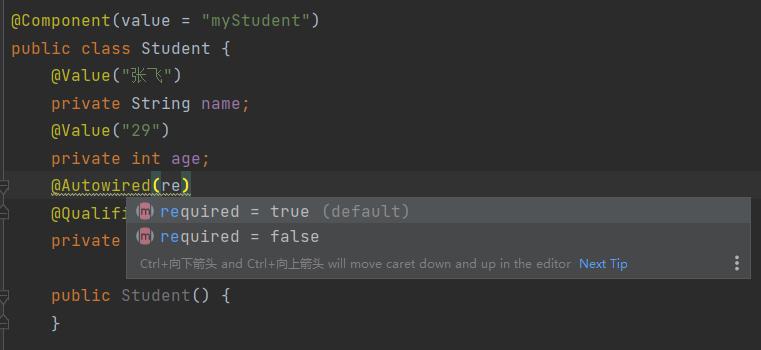 @Component(value = "myStudent")
public class Student {
@Value("张飞")
private String name;
@Value("29")
private int age;
@Autowired(re)
@Qualifi
required = true (default)
required = false
private
Ctrl+向下箭头 and Ctrl+向上箭头 will move caret down and up in the editor Next Tip
public Student() {
}